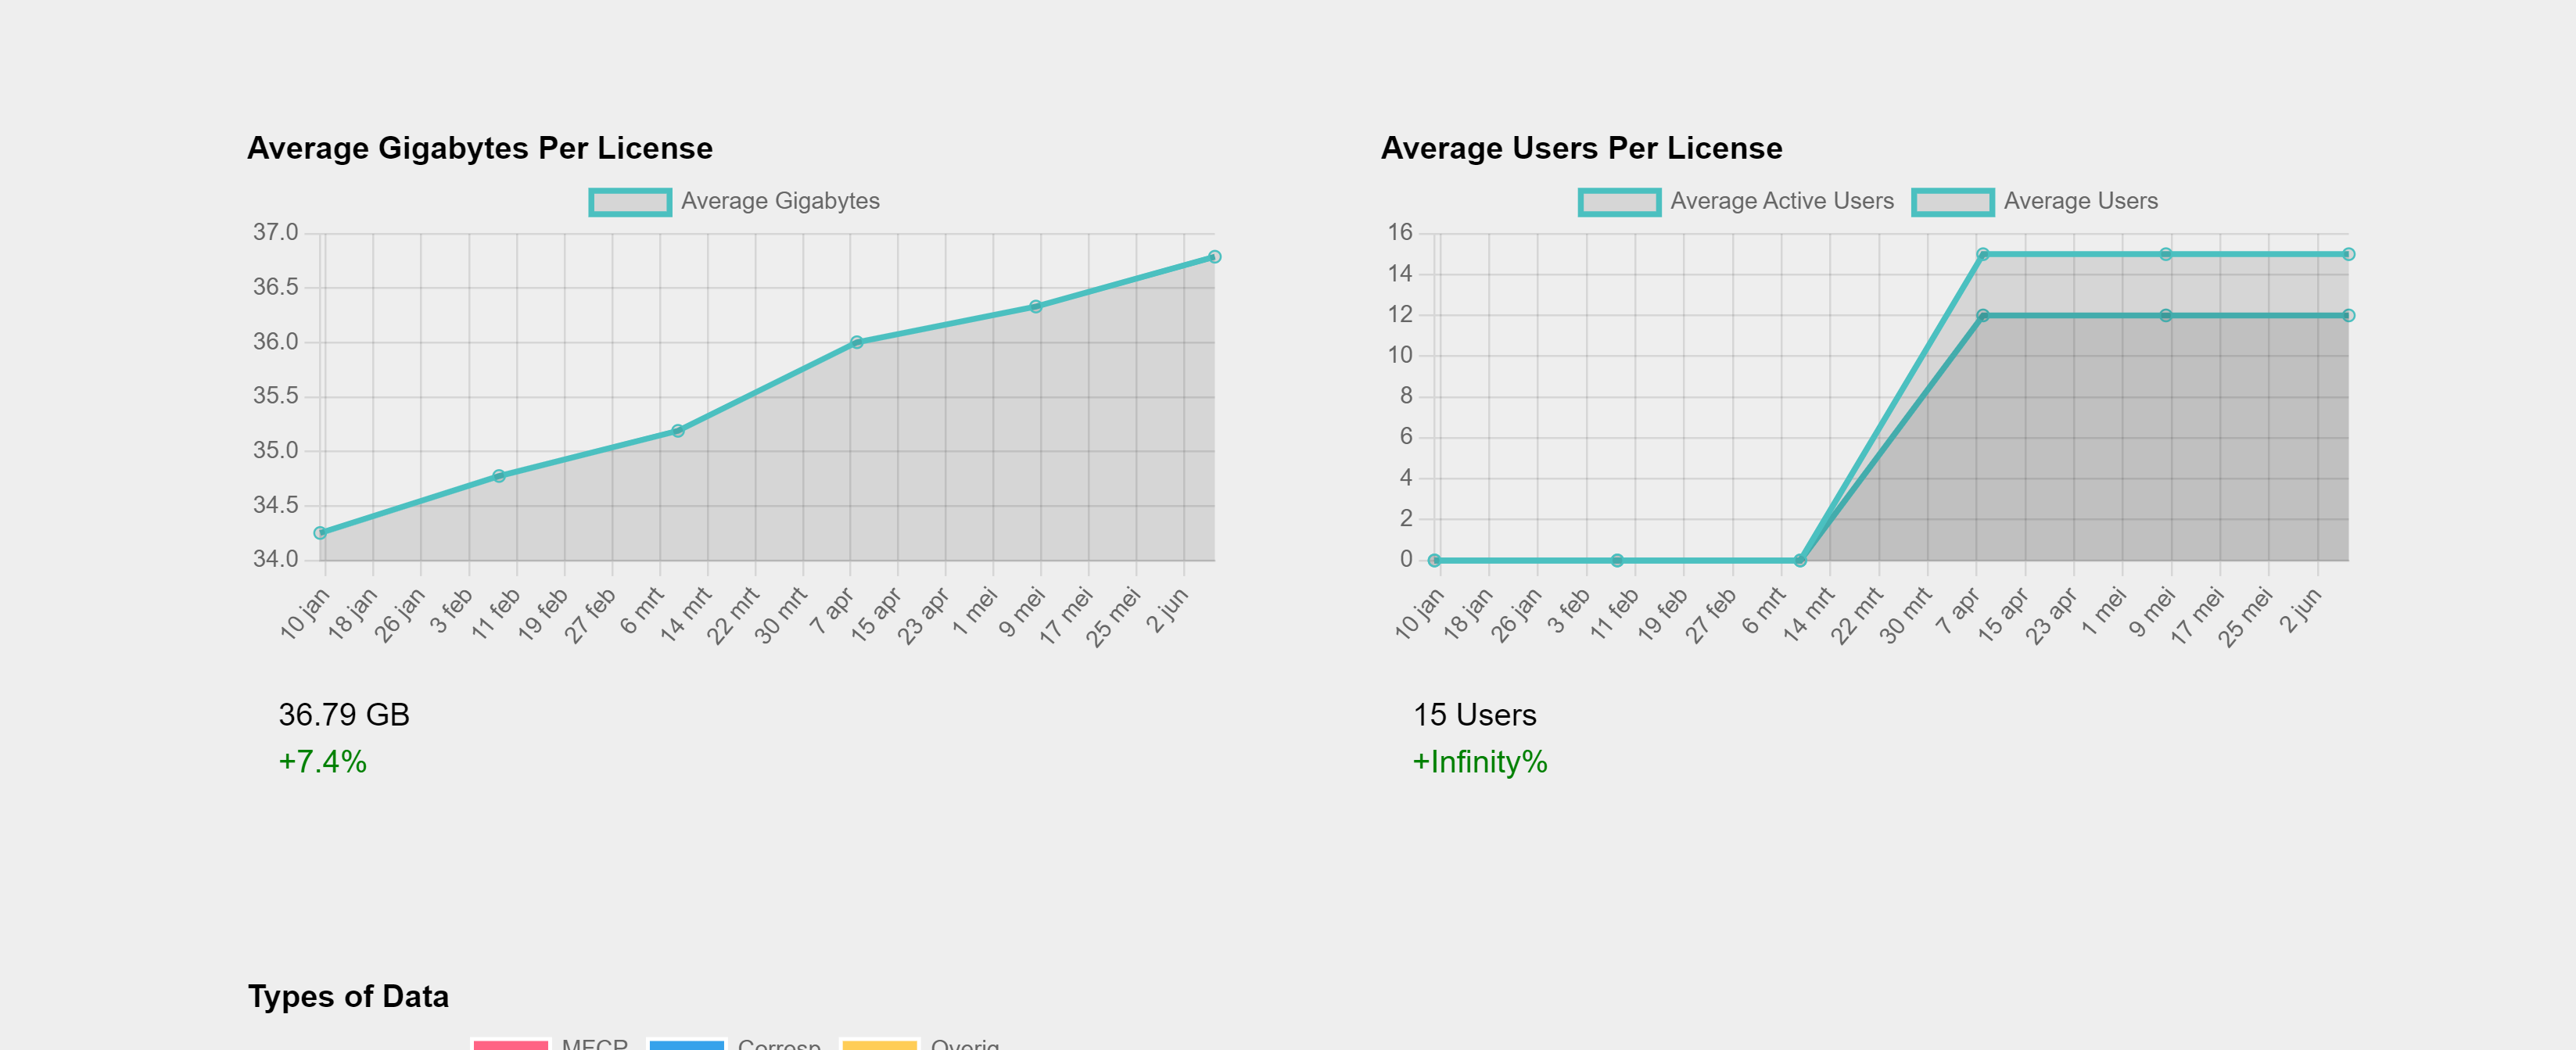 Average Gigabytes Per License
Average Gigabytes
37.0
36.5
36.0
35.5
35.0
34.5
34.0
10 jan
18 jan
26 jan
3 feb
11 feb
19 feb
27 feb
6 mrt
14 mrt
22 mrt
30 mrt
7 apr
15 apr
23 apr
1 mei
9 mei
17 mei
25 mei
2 jun
36.79 GB
+7.4%
Average Users Per License
Average Active Users
Average Users
16
14
12
10
8
6
4
2
0
10 jan
18 jan
26 jan
3 feb
11 feb
19 feb
27 feb
6 mrt
14 mrt
22 mrt
30 mrt
7 apr
15 apr
23 apr
1 mei
9 mei
17 mei
25 mei
2 jun
15 Users
+Infinity%
Types of Data
Corresp
Overig